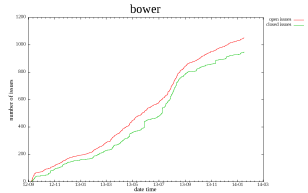 bower
open issues
closed issues
number of issues
1200
1000
800
600
400
200
0
12-09 12-11 13-01 13-03 13-05 13-07 13-09 13-11 14-01 14-03
date time